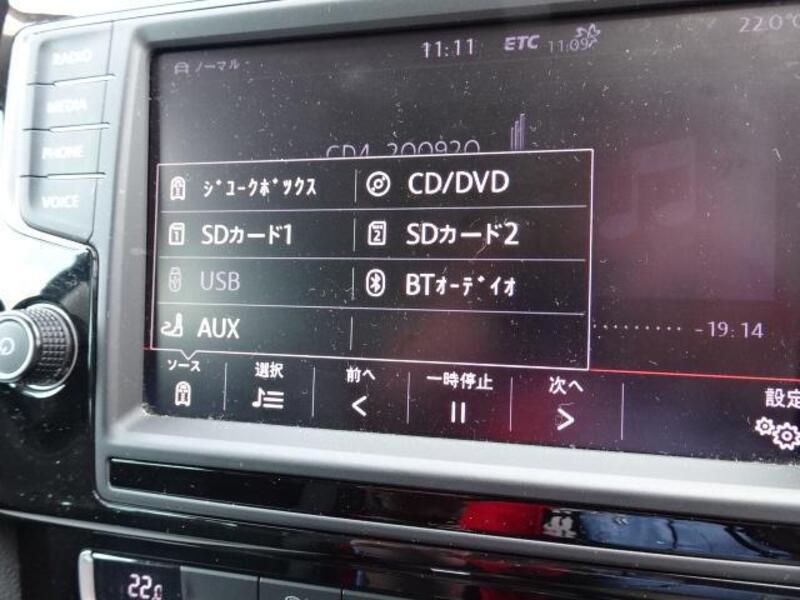 RADIO
MEDIA
PHONE
VOICE
ノーマル
11:11 ETC 11:09 22.0°C
CD4_200920
ジュークボックス CD/DVD
SDカード1 SDカード2
USB BTオーディオ
AUX
-19:14
ソース 選択 前へ 一時停止 次へ 設定
22.0